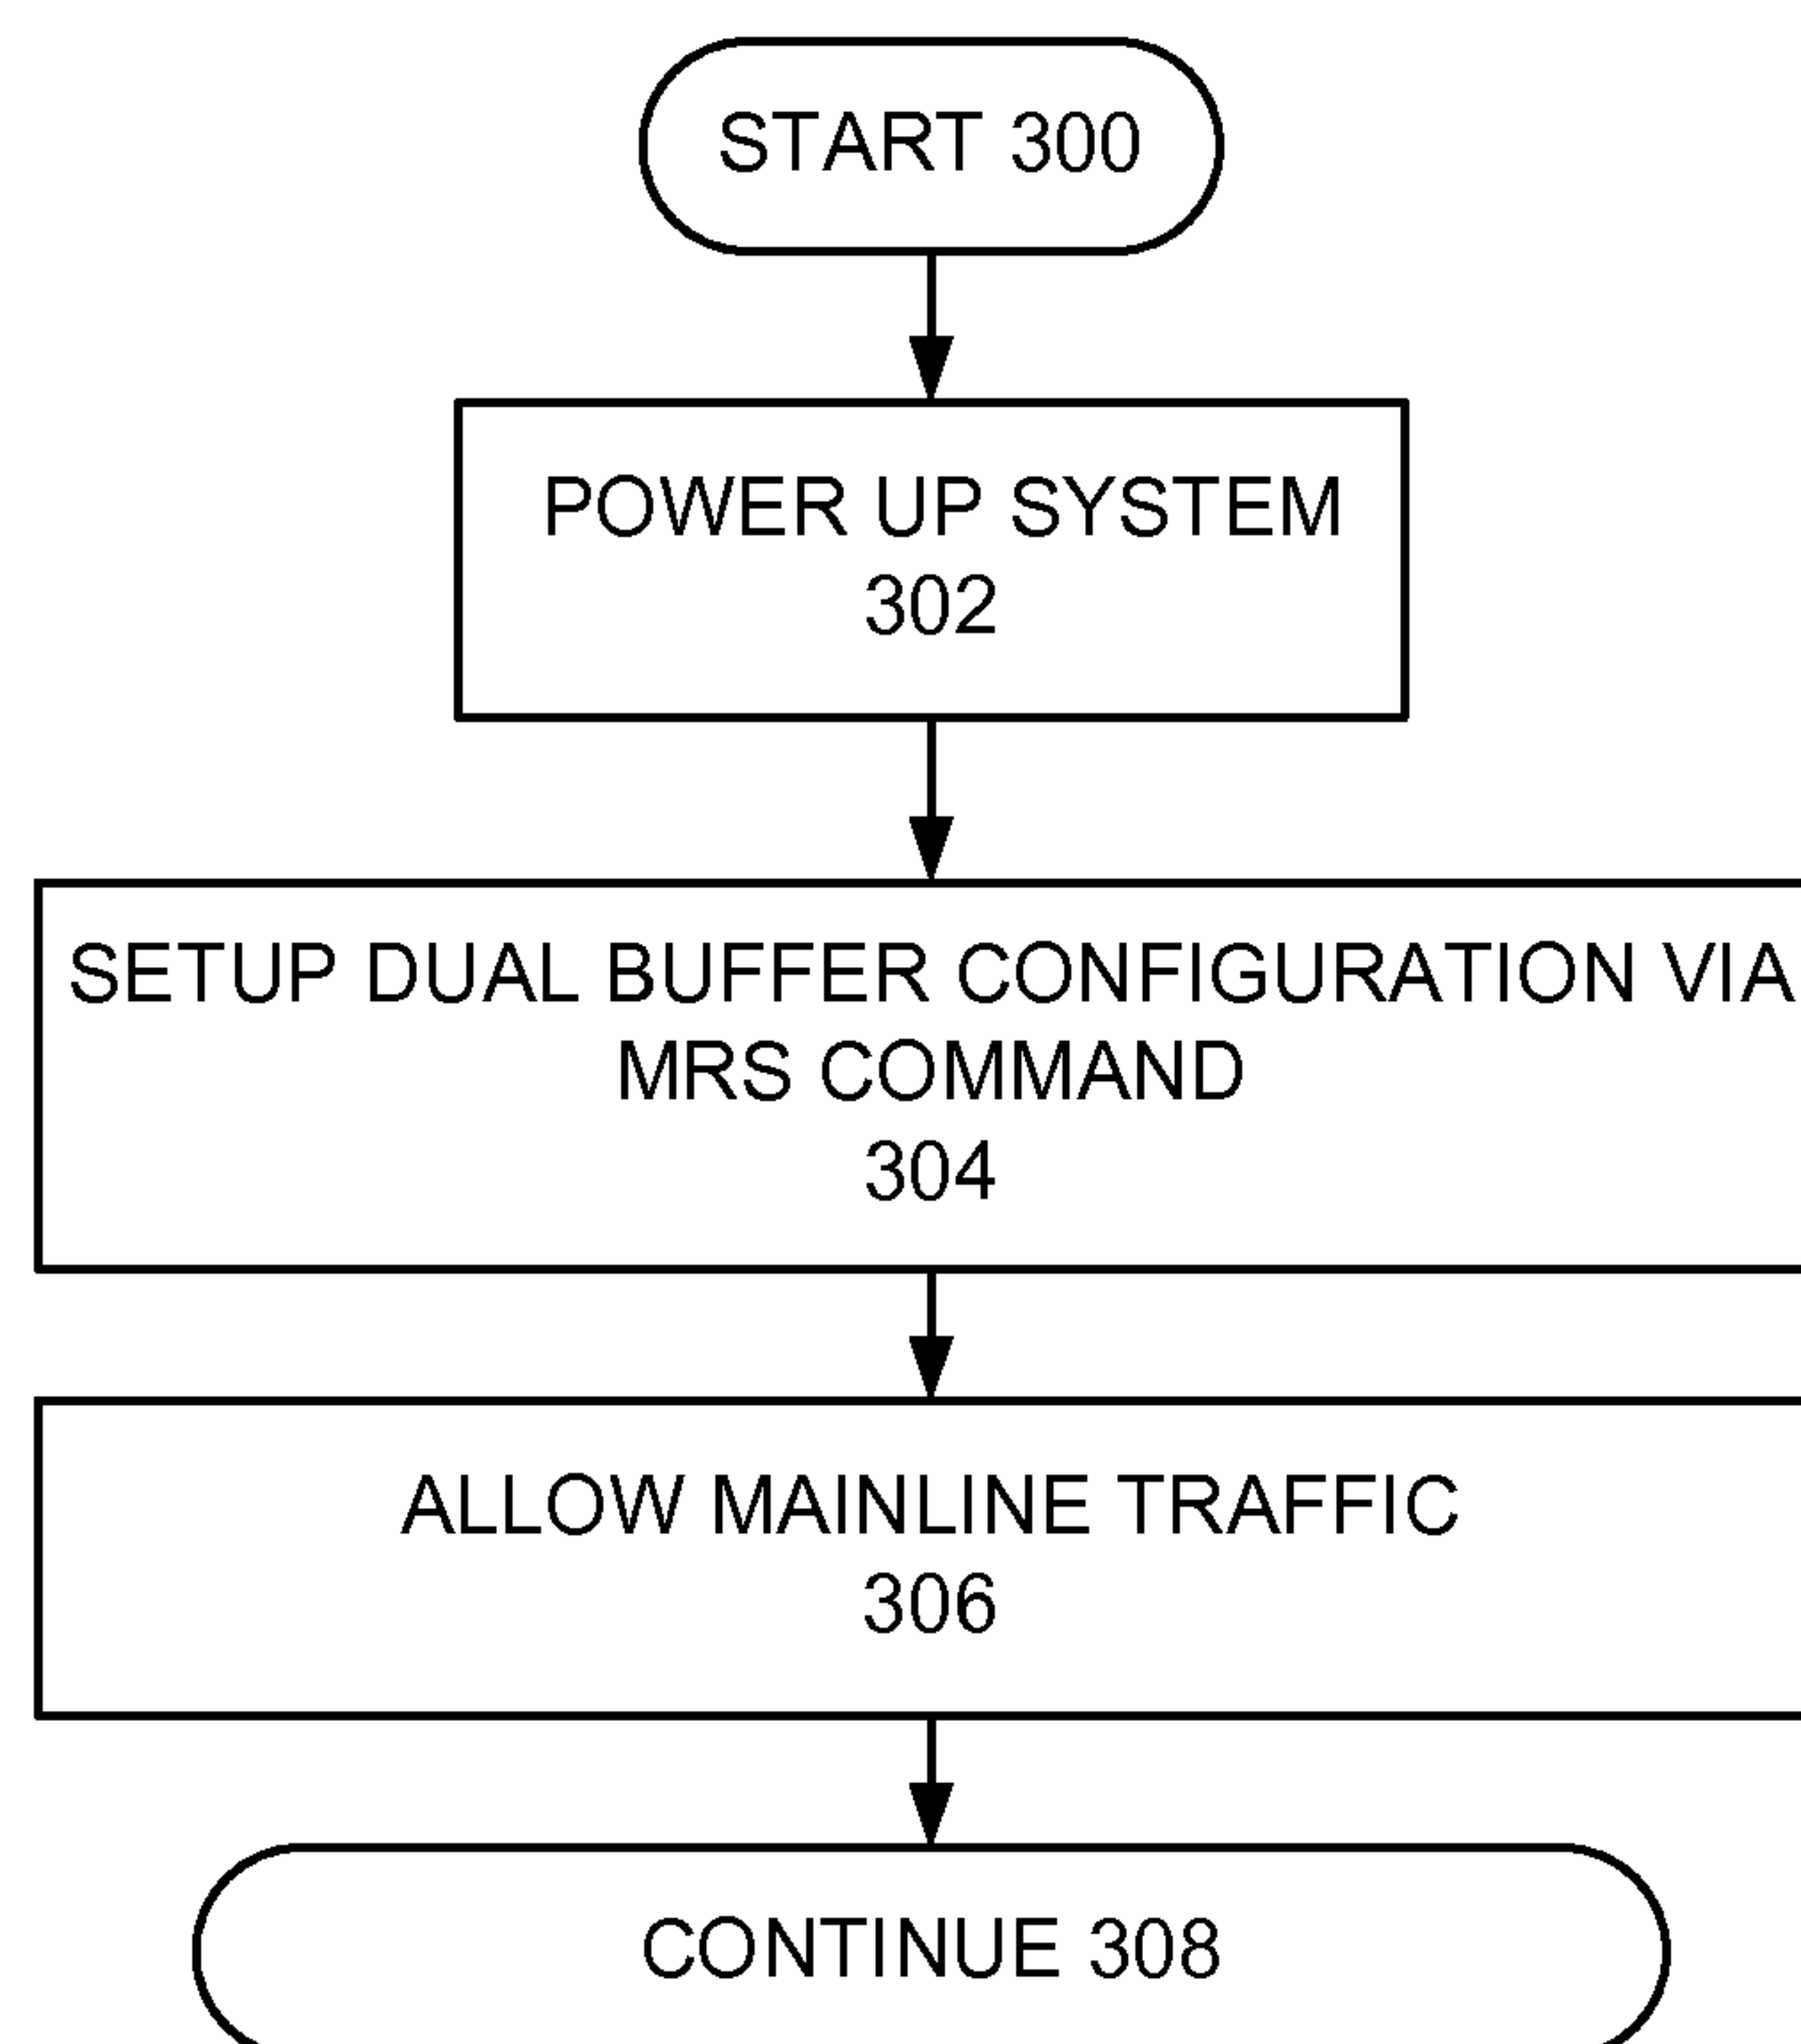 START 300
POWER UP SYSTEM
302
SETUP DUAL BUFFER CONFIGURATION VIA
MRS COMMAND
304
ALLOW MAINLINE TRAFFIC
306
CONTINUE 308